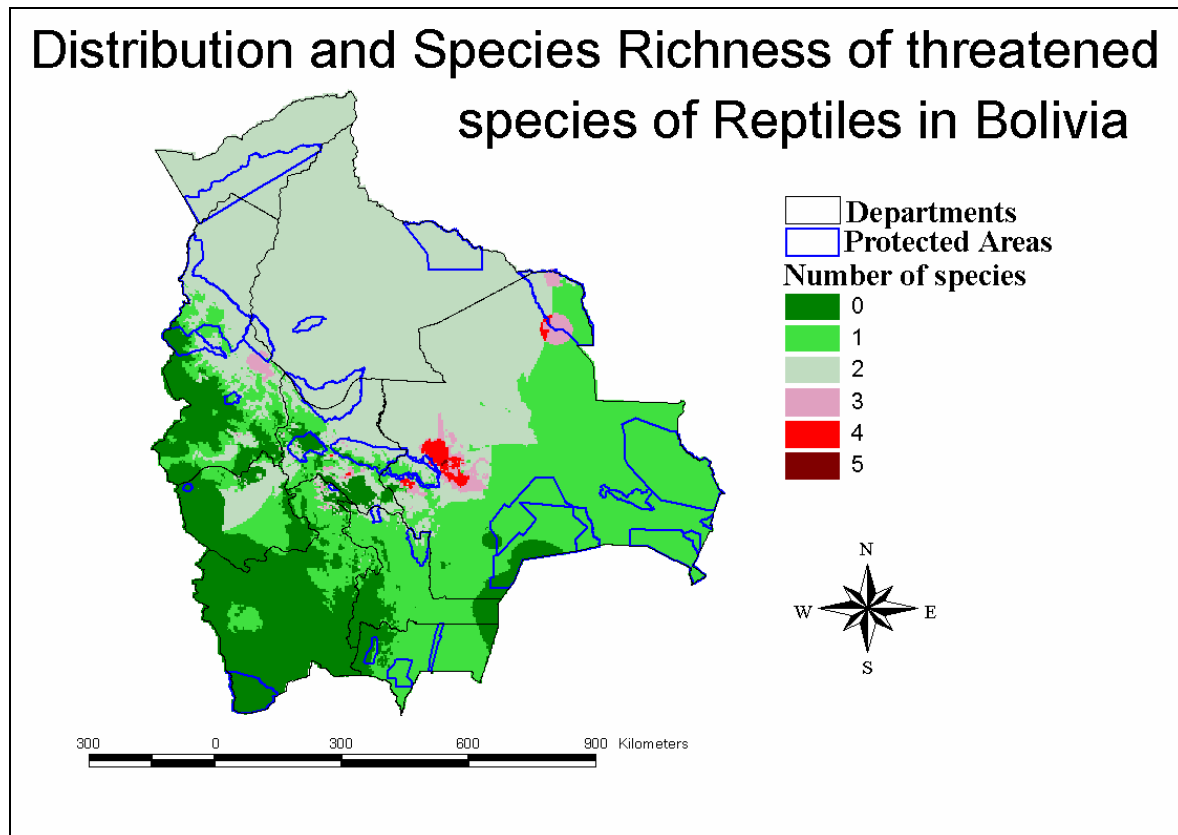 Distribution and Species Richness of threatened
species of Reptiles in Bolivia
Departments
Protected Areas
Number of species
0
1
2
3
4
5
N
W E
S
300 0 300 600 900 Kilometers